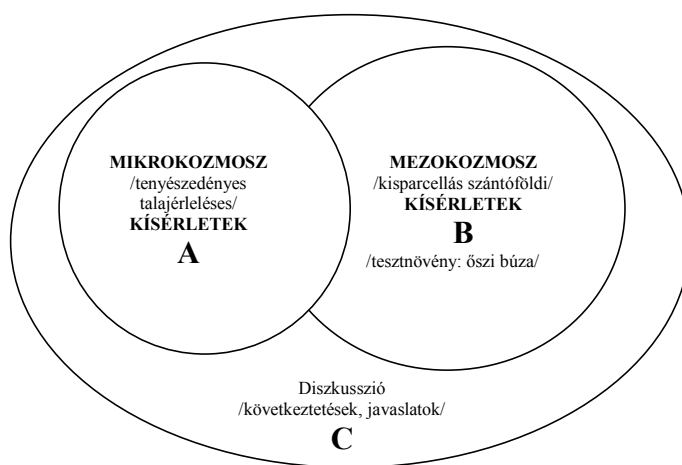 MIKROKOZMOSZ
/tenyészedényes
talajérleléses/
KÍSÉRLETEK
A
MEZOKOZMOSZ
/kisparcellás szántóföldi/
KÍSÉRLETEK
B
/tesztnövény: őszi búza/
Diszkusszió
/következtetések, javaslatok/
C